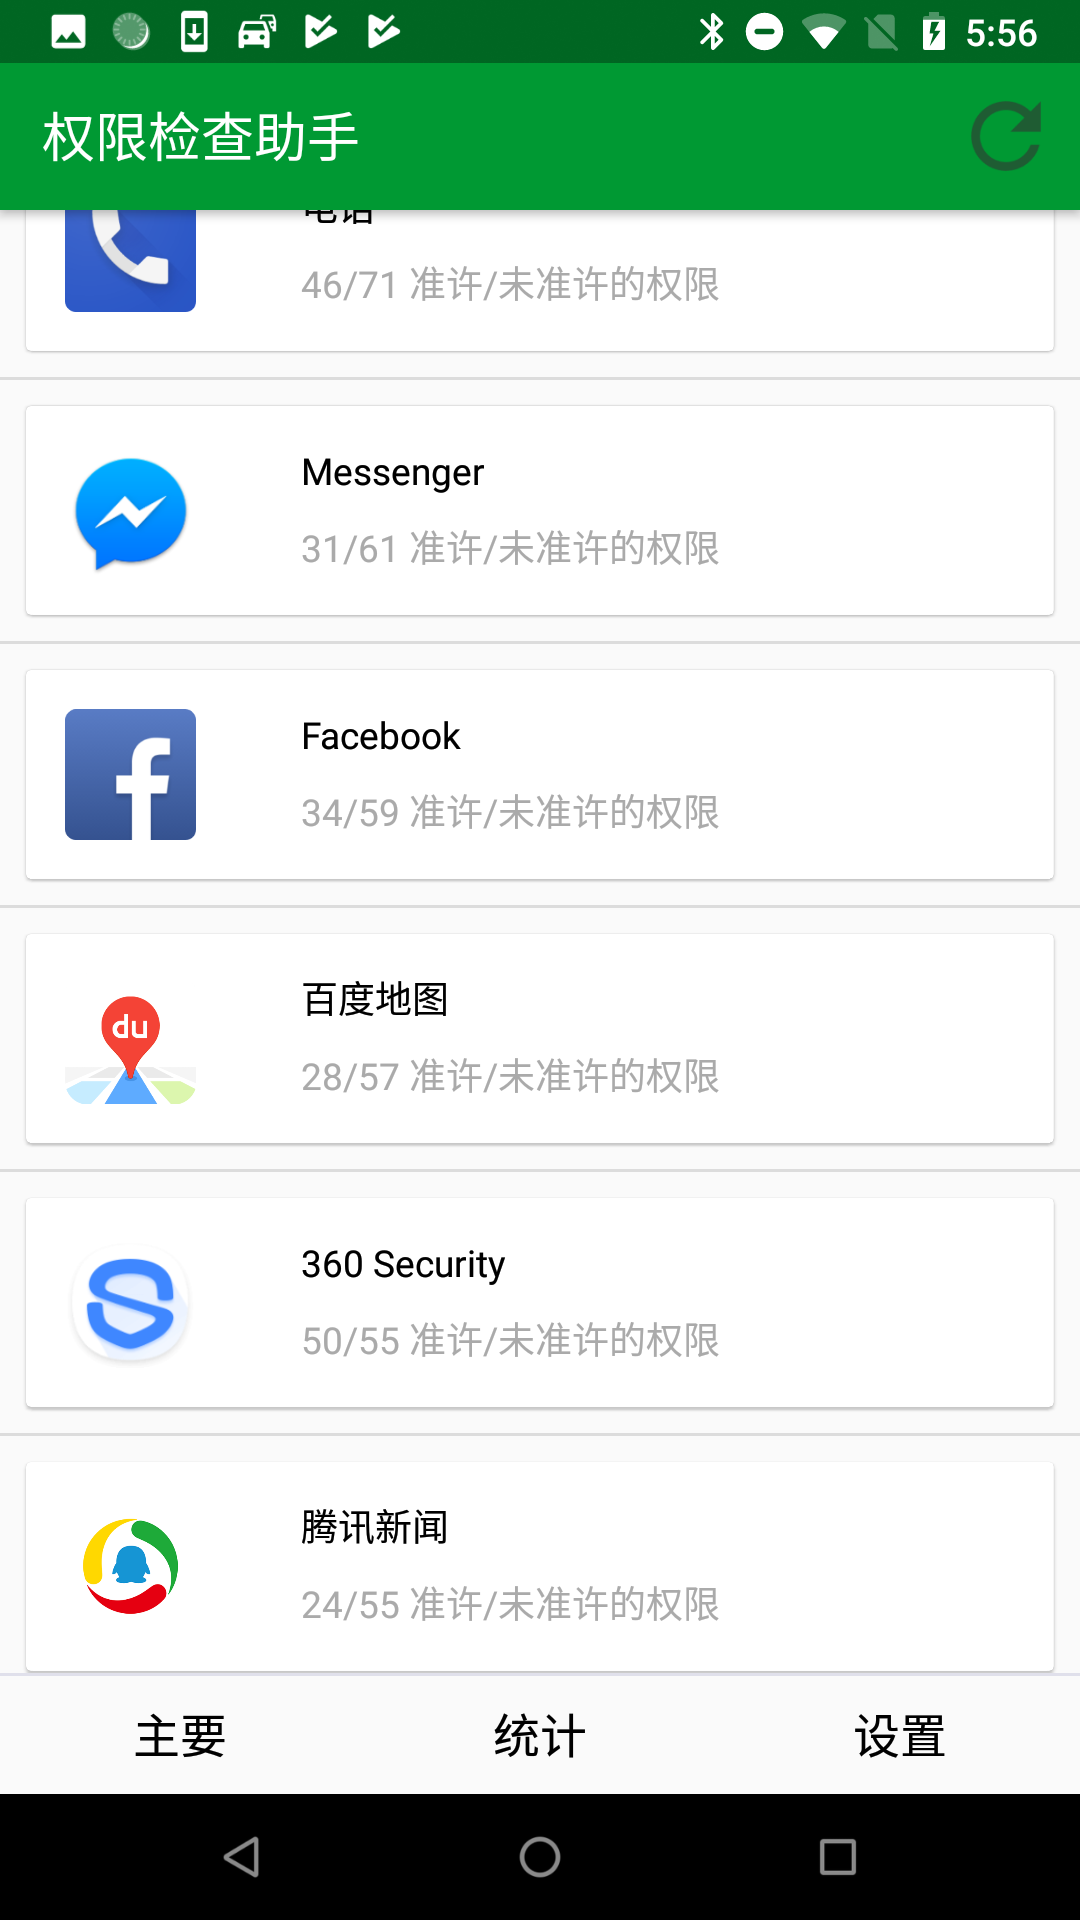 5:56
权限检查助手
电话
46/71 准许/未准许的权限
Messenger
31/61 准许/未准许的权限
Facebook
34/59 准许/未准许的权限
百度地图
du
28/57 准许/未准许的权限
360 Security
50/55 准许/未准许的权限
腾讯新闻
24/55 准许/未准许的权限
主要 统计 设置